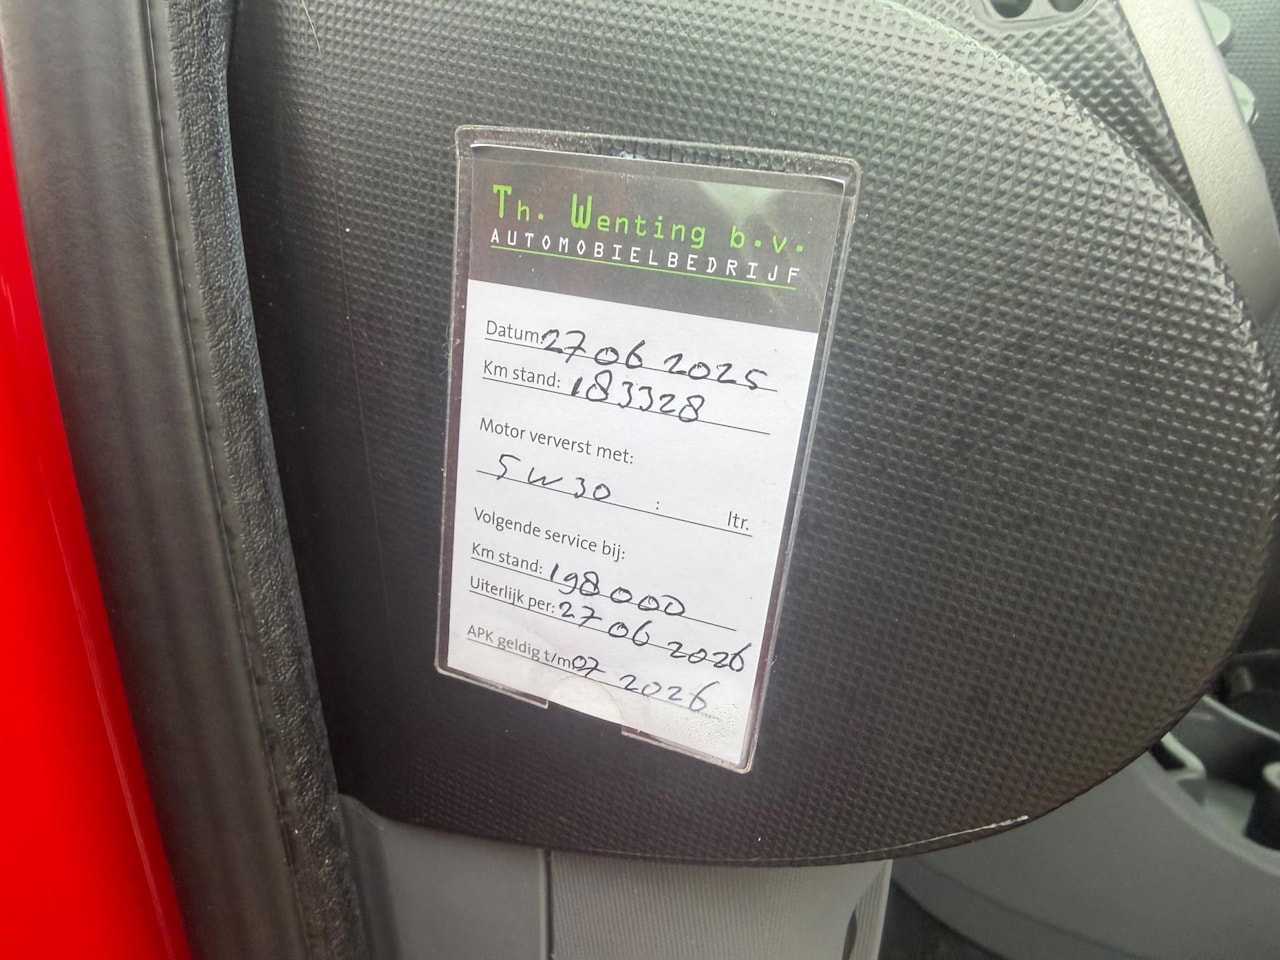 Th. Wenting b.v.
AUTOMOBIELBEDRIJF
Datum: 27 06 2025
Km stand: 183328
Motor ververst met:
5W30 : ltr.
Volgende service bij:
Km stand: 198000
Uiterlijk per: 27 06 2026
APK geldig t/m 07 2026